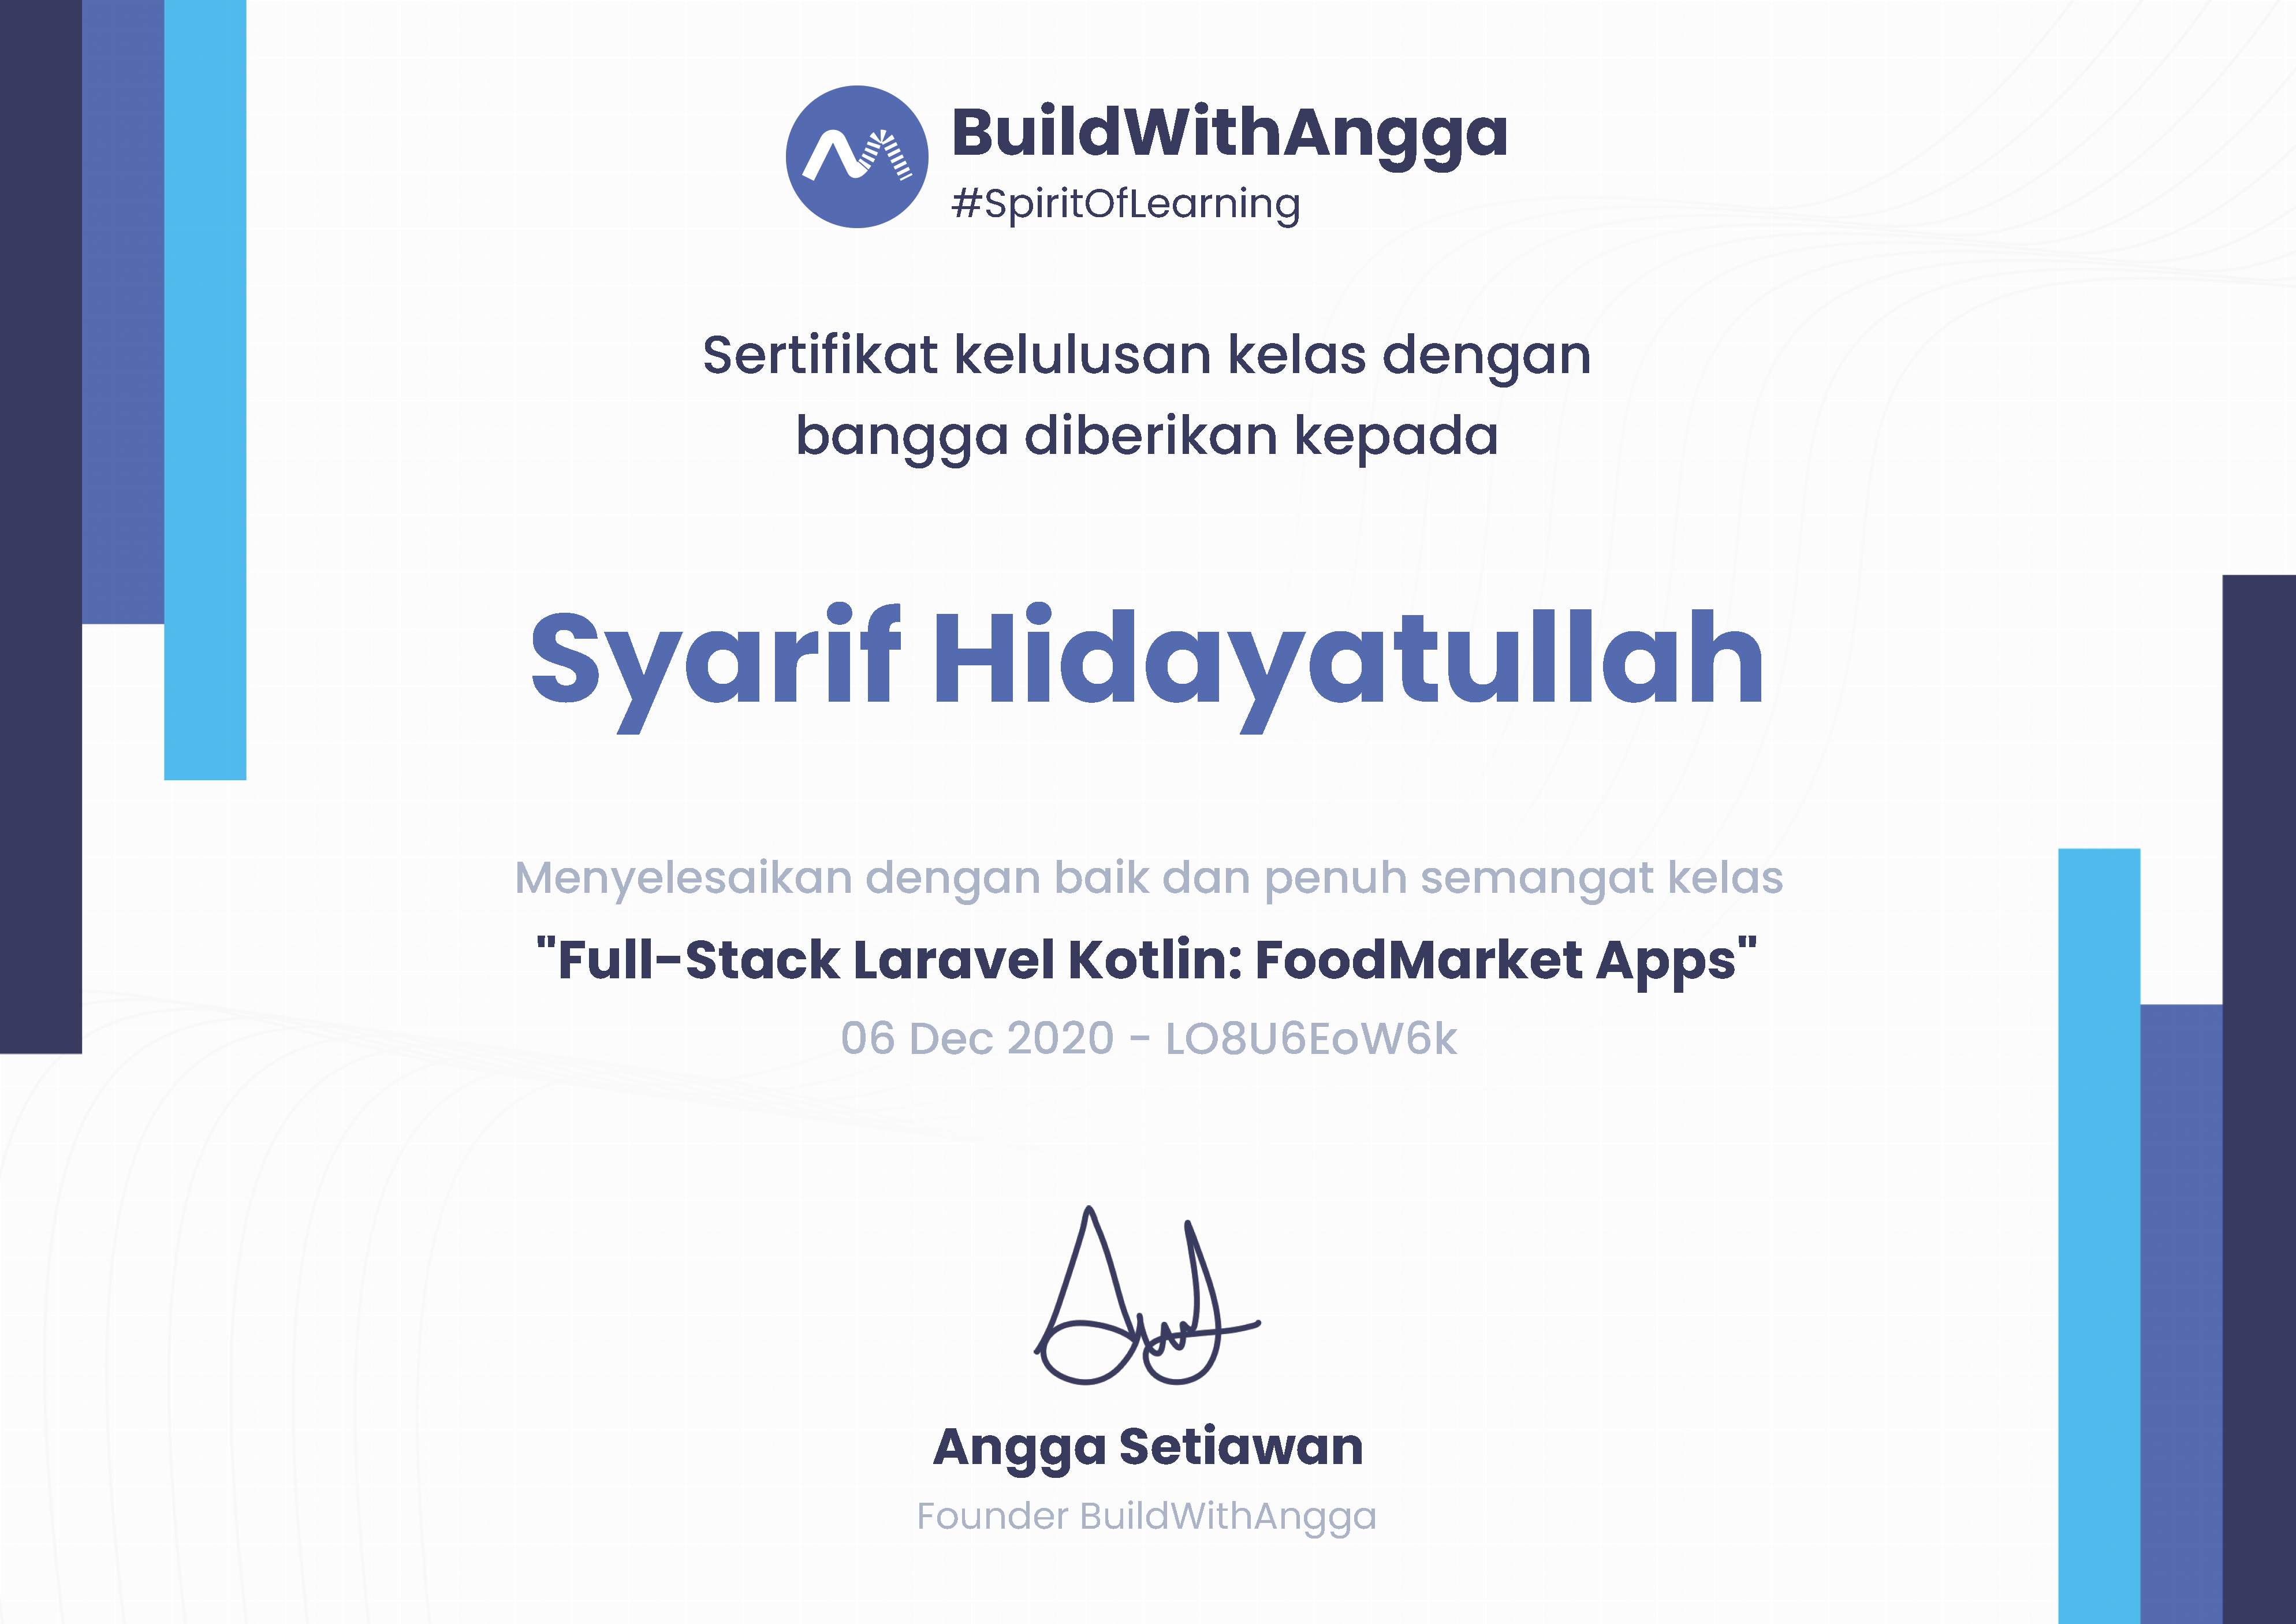 BuildWithAngga
#SpiritOfLearning
Sertifikat kelulusan kelas dengan
bangga diberikan kepada
Syarif Hidayatullah
Menyelesaikan dengan baik dan penuh semangat kelas
"Full-Stack Laravel Kotlin: FoodMarket Apps"
06 Dec 2020 - LO8U6EoW6k
Angga Setiawan
Founder BuildWithAngga